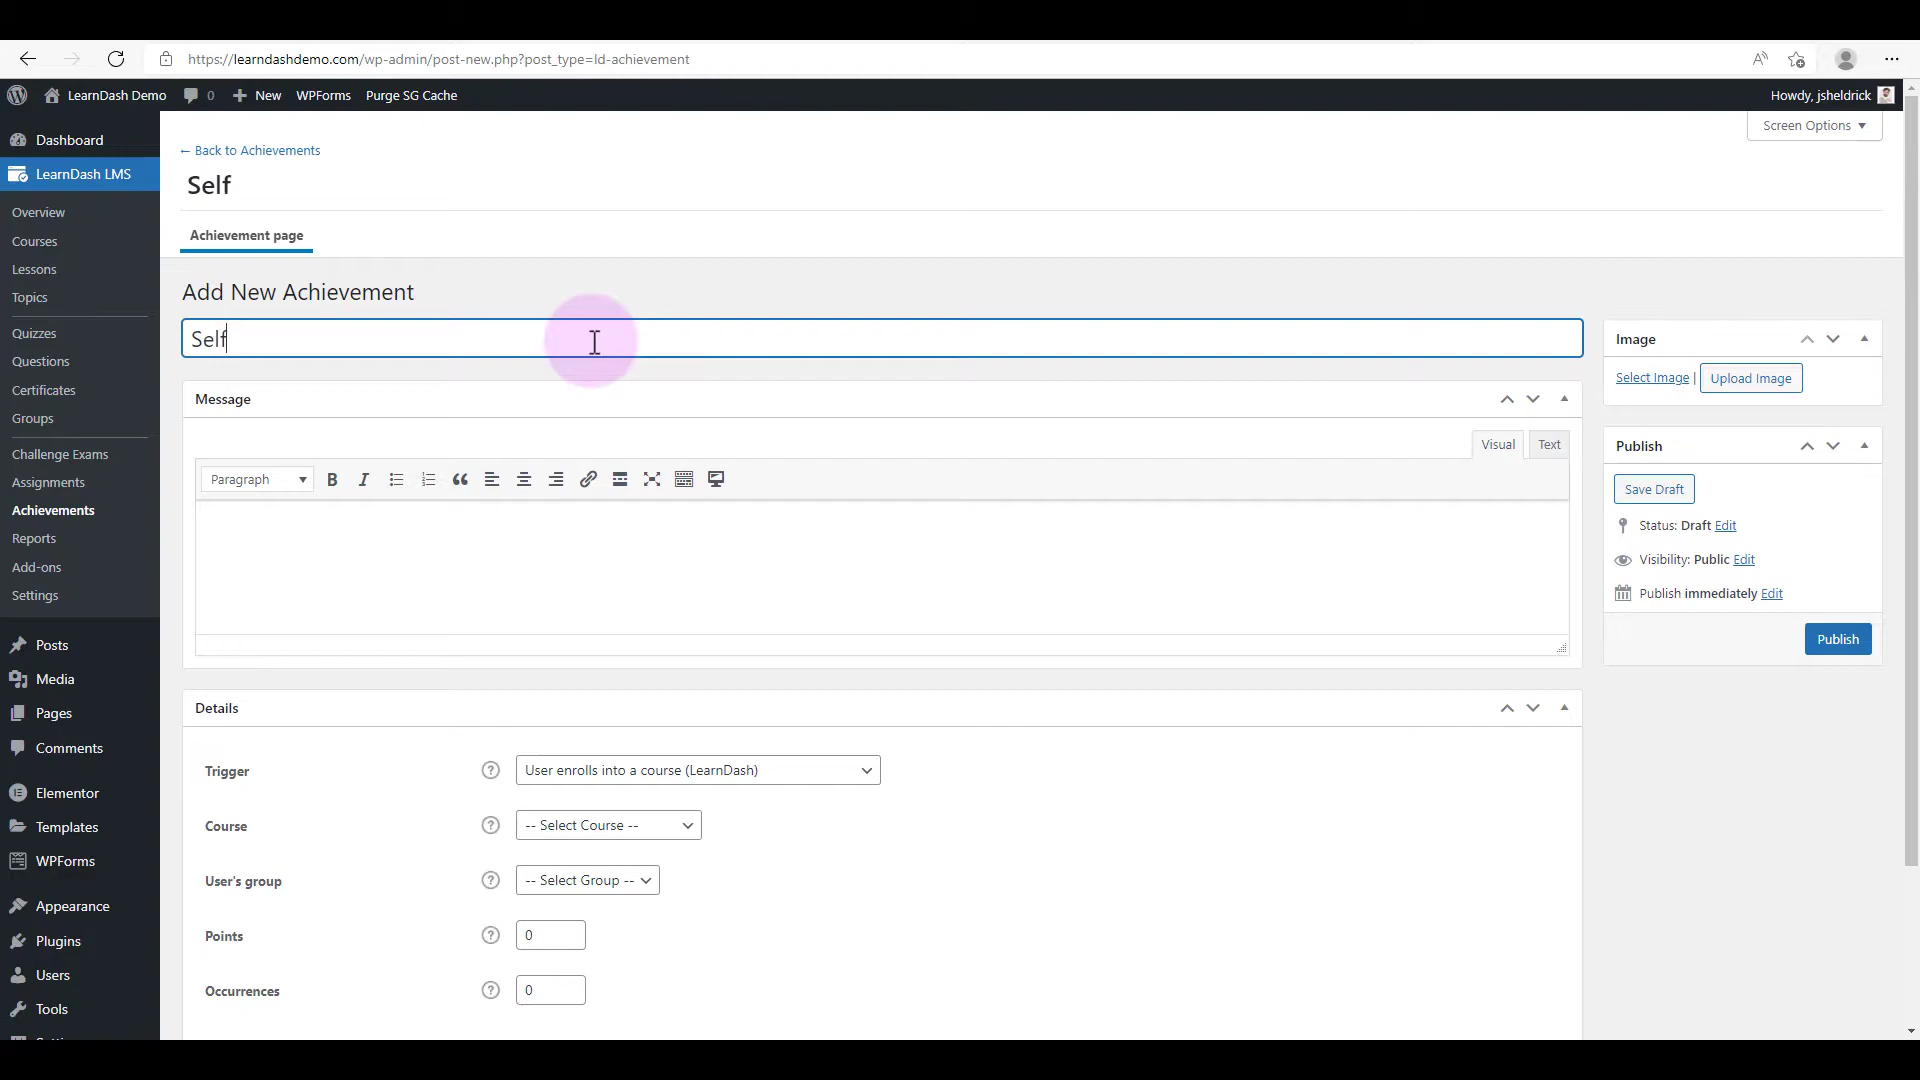 https://learndashdemo.com/wp-admin/post-new.php?post_type=ld-achievement
LearnDash Demo 0 New WPForms Purge SG Cache Howdy, jsheldrick
Screen Options
Dashboard
LearnDash LMS
Overview
Courses
Lessons
Topics
Quizzes
Questions
Certificates
Groups
Challenge Exams
Assignments
Achievements
Reports
Add-ons
Settings
Posts
Media
Pages
Comments
Elementor
Templates
WPForms
Appearance
Plugins
Users
Tools
← Back to Achievements
Self
Achievement page
Add New Achievement
Self
Message
Visual Text
Paragraph
Details
Trigger User enrolls into a course (LearnDash)
Course -- Select Course --
User's group -- Select Group --
Points 0
Occurrences 0
Image
Select Image | Upload Image
Publish
Save Draft
Status: Draft Edit
Visibility: Public Edit
Publish immediately Edit
Publish